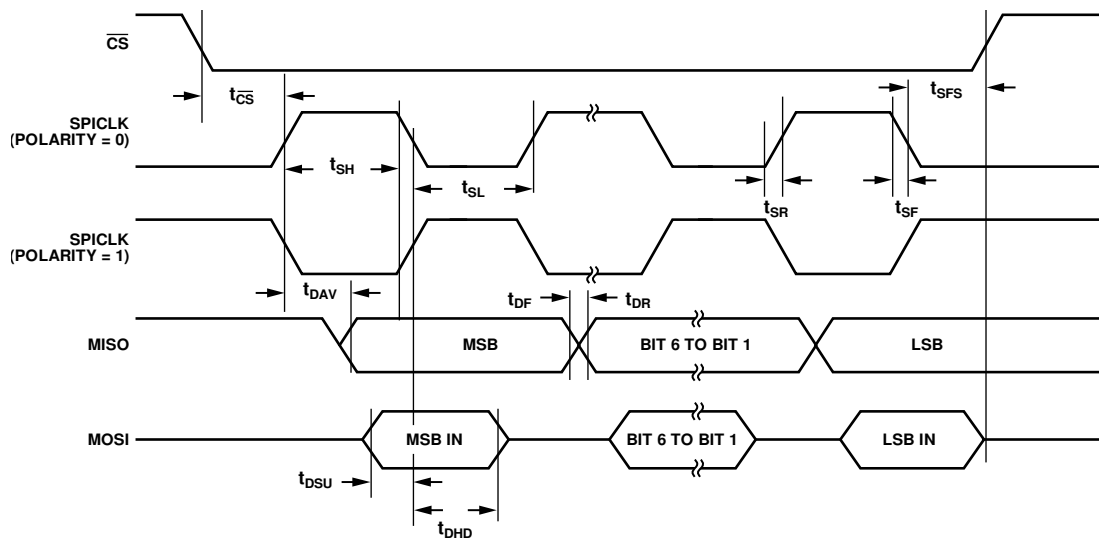 CS
tCS
tSFS
SPICLK
(POLARITY = 0)
tSH
tSL
tSR
tSF
SPICLK
(POLARITY = 1)
tDAV
tDF
tDR
MISO
MSB
BIT 6 TO BIT 1
LSB
MOSI
MSB IN
BIT 6 TO BIT 1
LSB IN
tDSU
tDHD